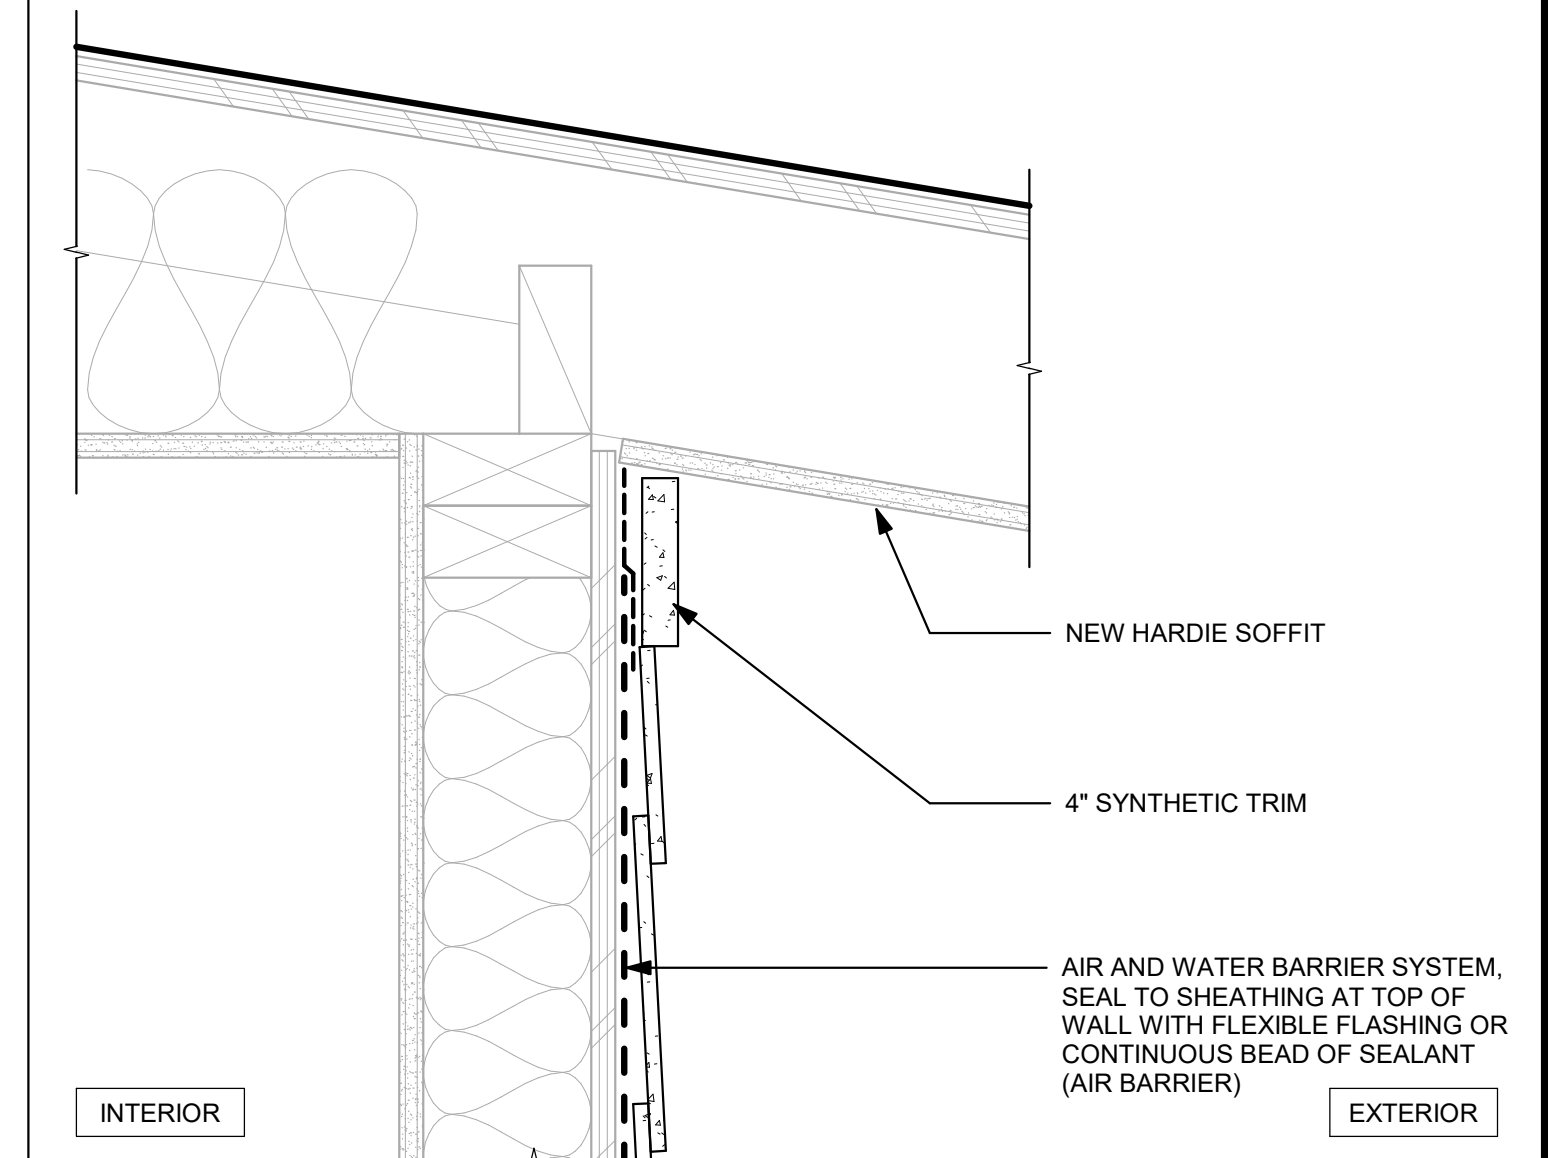 NEW HARDIE SOFFIT
4" SYNTHETIC TRIM
AIR AND WATER BARRIER SYSTEM,
SEAL TO SHEATHING AT TOP OF
WALL WITH FLEXIBLE FLASHING OR
CONTINUOUS BEAD OF SEALANT
(AIR BARRIER)
INTERIOR
EXTERIOR